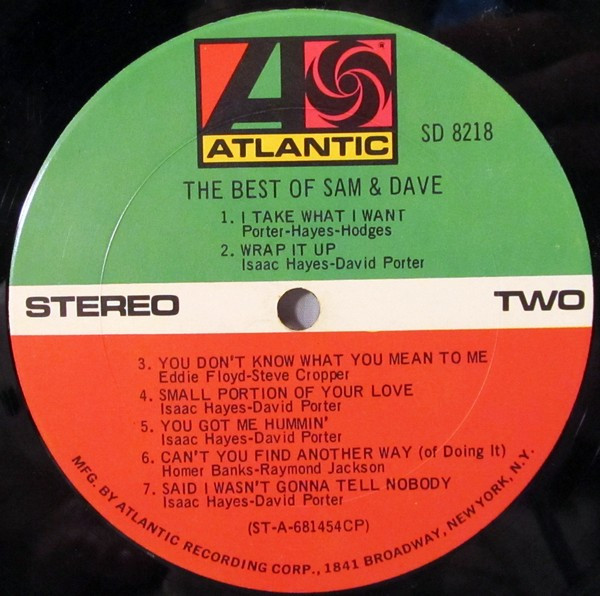 ATLANTIC
SD 8218
THE BEST OF SAM & DAVE
1. I TAKE WHAT I WANT
Porter-Hayes-Hodges
2. WRAP IT UP
Isaac Hayes-David Porter
STEREO
TWO
3. YOU DON'T KNOW WHAT YOU MEAN TO ME
Eddie Floyd-Steve Cropper
4. SMALL PORTION OF YOUR LOVE
Isaac Hayes-David Porter
5. YOU GOT ME HUMMIN'
Isaac Hayes-David Porter
6. CAN'T YOU FIND ANOTHER WAY (of Doing It)
Homer Banks-Raymond Jackson
7. SAID I WASN'T GONNA TELL NOBODY
Isaac Hayes-David Porter
(ST-A-681454CP)
MFG. BY ATLANTIC RECORDING CORP., 1841 BROADWAY, NEW YORK, N.Y.